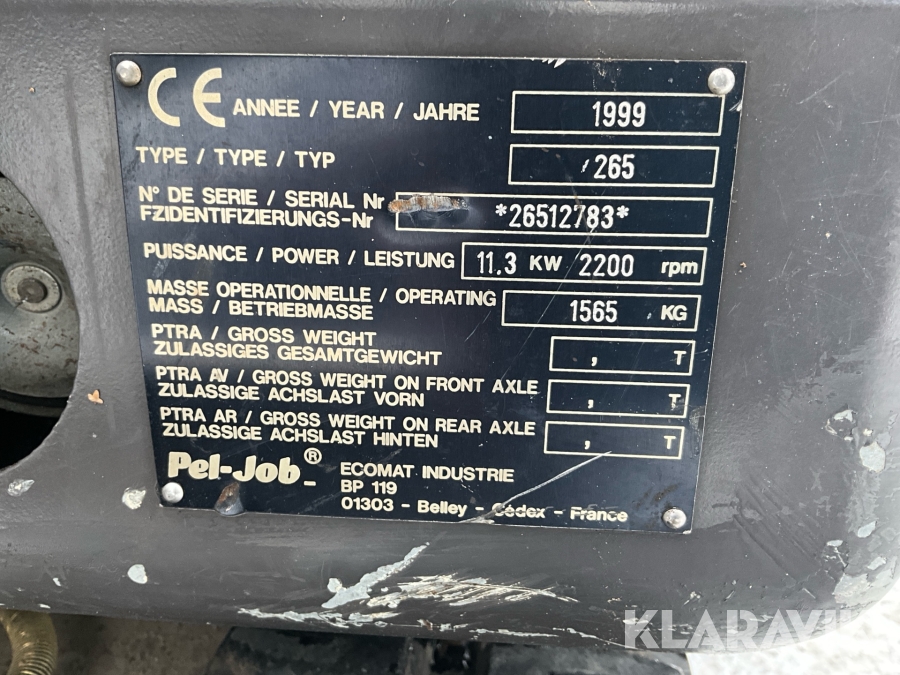 CE ANNEE / YEAR / JAHRE 1999
TYPE / TYPE / TYP 265
N° DE SERIE / SERIAL Nr
FZIDENTIFIZIERUNGS-Nr *26512783*
PUISSANCE / POWER / LEISTUNG 11.3 KW 2200 rpm
MASSE OPERATIONNELLE / OPERATING
MASS / BETRIEBMASSE 1565 KG
PTRA / GROSS WEIGHT
ZULASSIGES GESAMTGEWICHT , T
PTRA AV / GROSS WEIGHT ON FRONT AXLE
ZULASSIGE ACHSLAST VORN , T
PTRA AR / GROSS WEIGHT ON REAR AXLE
ZULASSIGE ACHSLAST HINTEN , T
Pel-Job® ECOMAT INDUSTRIE
BP 119
01303 - Belley - Cédex - France